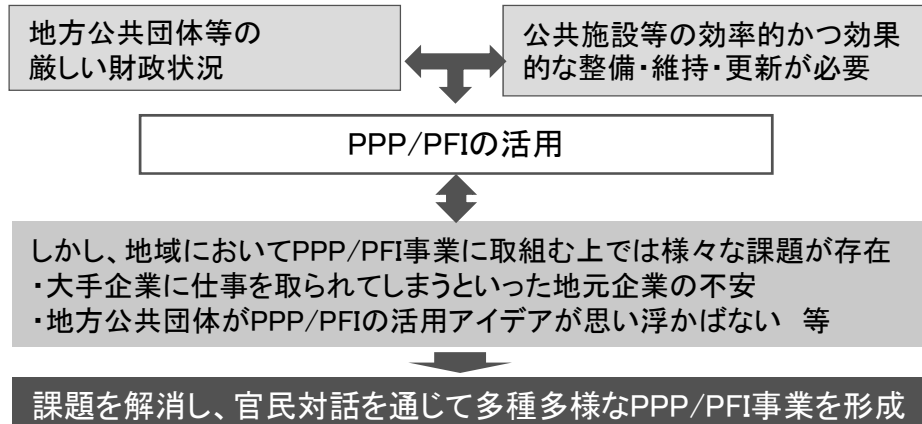 地方公共団体等の
厳しい財政状況
公共施設等の効率的かつ効果
的な整備・維持・更新が必要
PPP/PFIの活用
しかし、地域においてPPP/PFI事業に取組む上では様々な課題が存在
・大手企業に仕事を取られてしまうといった地元企業の不安
・地方公共団体がPPP/PFIの活用アイデアが思い浮かばない　等
課題を解消し、官民対話を通じて多種多様なPPP/PFI事業を形成